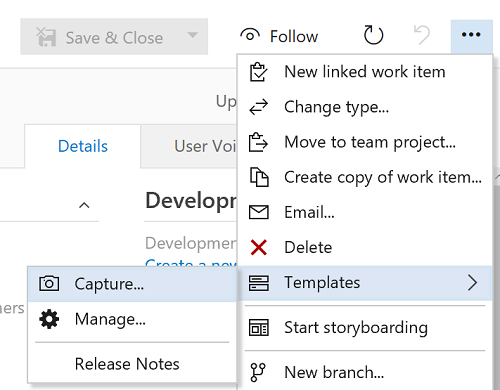 Save & Close
Follow
New linked work item
Up
Change type...
Details
User Voi
Move to team project...
Create copy of work item...
Developm
Email...
Developmen
Delete
Create a new
Capture...
Templates
ners
Manage...
Start storyboarding
Release Notes
New branch...